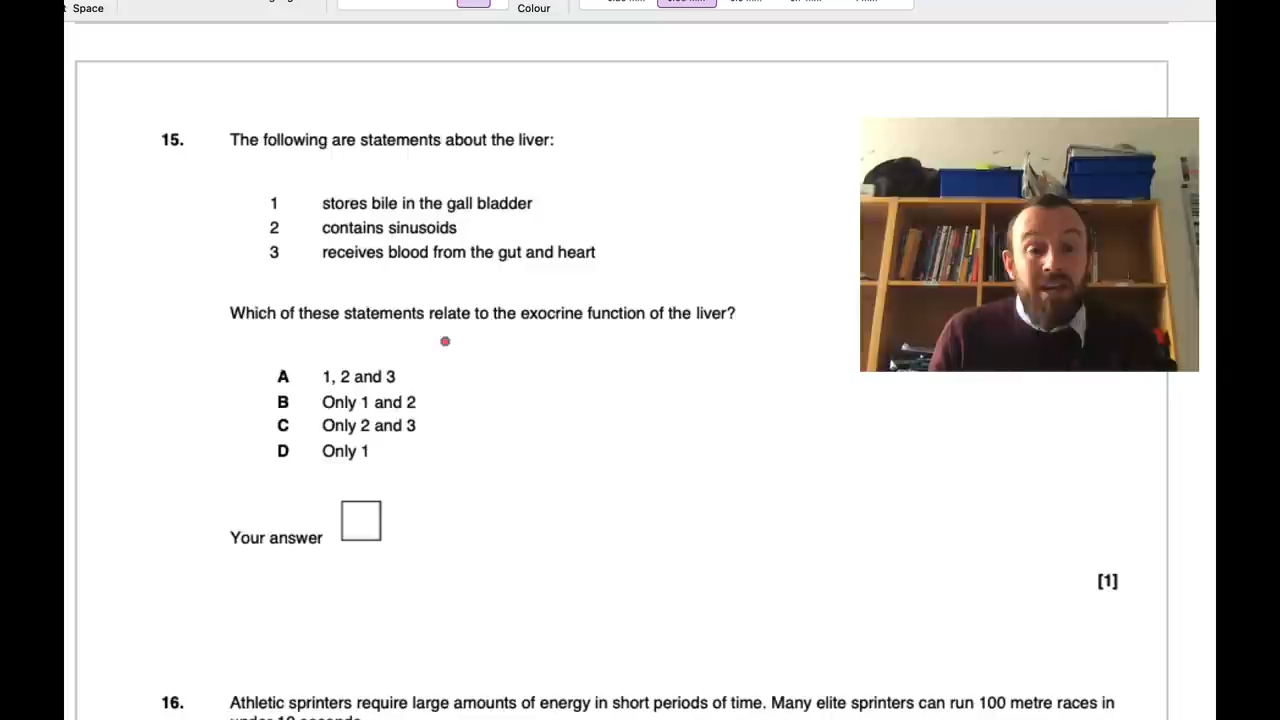 Space
Colour
15. The following are statements about the liver:
1 stores bile in the gall bladder
2 contains sinusoids
3 receives blood from the gut and heart
Which of these statements relate to the exocrine function of the liver?
A 1, 2 and 3
B Only 1 and 2
C Only 2 and 3
D Only 1
Your answer
[1]
16. Athletic sprinters require large amounts of energy in short periods of time. Many elite sprinters can run 100 metre races in
under 10 seconds.